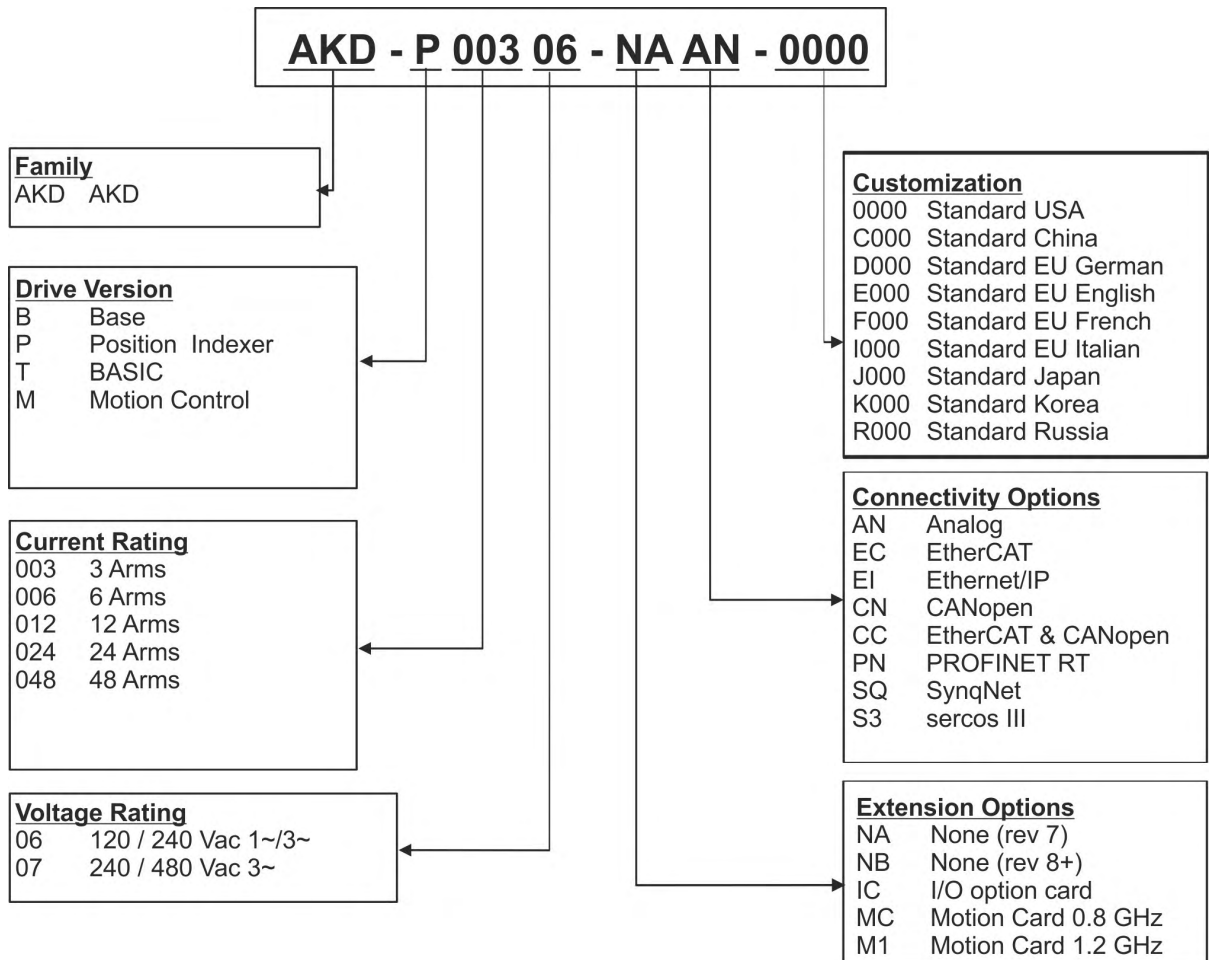 AKD - P 003 06 - NA AN - 0000
Family
AKD AKD
Drive Version
B Base
P Position Indexer
T BASIC
M Motion Control
Current Rating
003 3 Arms
006 6 Arms
012 12 Arms
024 24 Arms
048 48 Arms
Voltage Rating
06 120 / 240 Vac 1~/3~
07 240 / 480 Vac 3~
Customization
0000 Standard USA
C000 Standard China
D000 Standard EU German
E000 Standard EU English
F000 Standard EU French
I000 Standard EU Italian
J000 Standard Japan
K000 Standard Korea
R000 Standard Russia
Connectivity Options
AN Analog
EC EtherCAT
EI Ethernet/IP
CN CANopen
CC EtherCAT & CANopen
PN PROFINET RT
SQ SynqNet
S3 sercos III
Extension Options
NA None (rev 7)
NB None (rev 8+)
IC I/O option card
MC Motion Card 0.8 GHz
M1 Motion Card 1.2 GHz